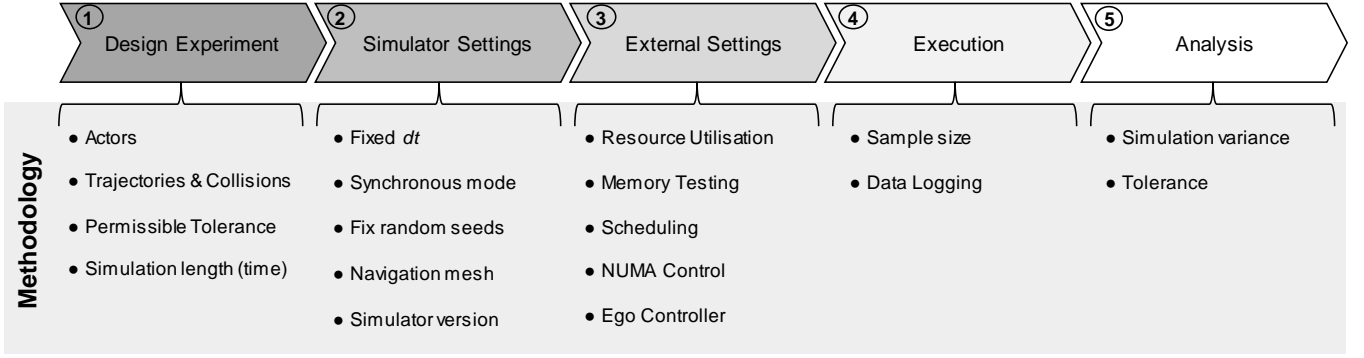 1
Design Experiment
2
Simulator Settings
3
External Settings
4
Execution
5
Analysis
Methodology
● Actors
● Trajectories & Collisions
● Permissible Tolerance
● Simulation length (time)
● Fixed dt
● Synchronous mode
● Fix random seeds
● Navigation mesh
● Simulator version
● Resource Utilisation
● Memory Testing
● Scheduling
● NUMA Control
● Ego Controller
● Sample size
● Data Logging
● Simulation variance
● Tolerance